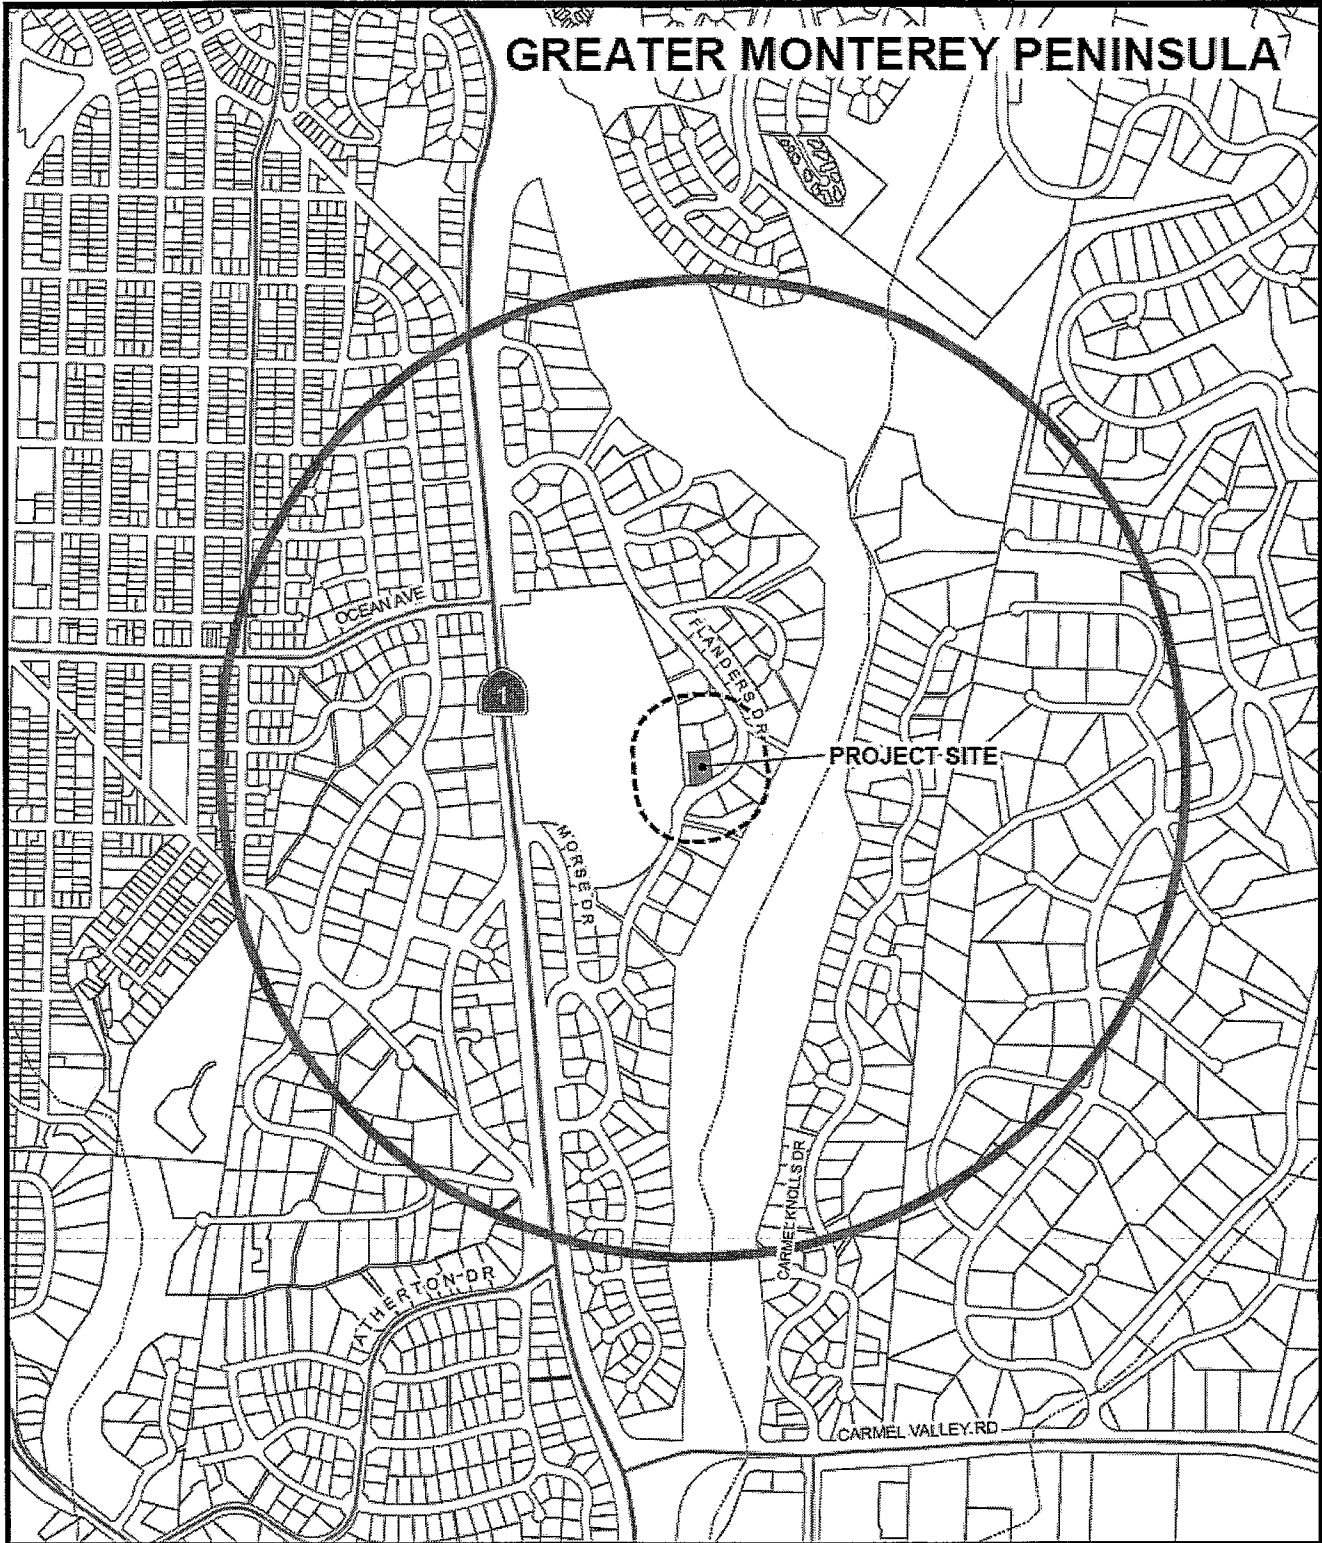 GREATER MONTEREY PENINSULA
OCEAN AVE
FLANDERS DR
1
PROJECT SITE
MORSE DR
CARMEL KNOLLS DR
ATHERTON DR
CARMEL VALLEY RD